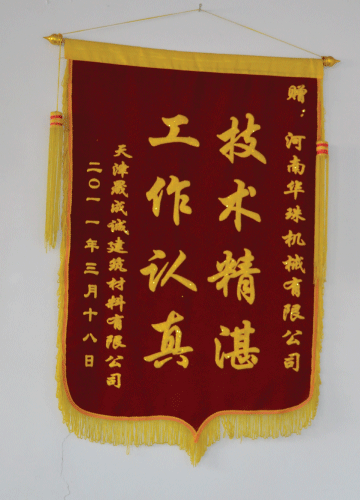 赠：河南华珠机械有限公司
技术精湛
工作认真
天津晟成诚建筑材料有限公司
二〇一一年三月十八日